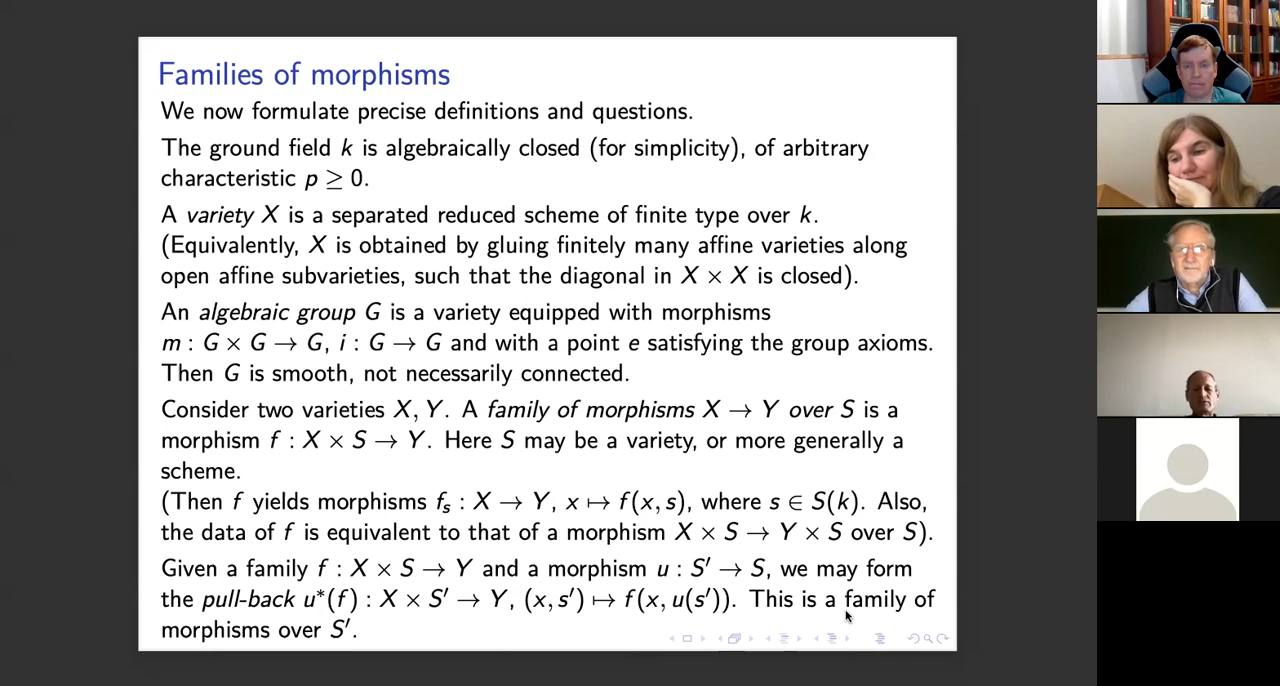 Families of morphisms
We now formulate precise definitions and questions.
The ground field k is algebraically closed (for simplicity), of arbitrary
characteristic p ≥ 0.
A variety X is a separated reduced scheme of finite type over k.
(Equivalently, X is obtained by gluing finitely many affine varieties along
open affine subvarieties, such that the diagonal in X × X is closed).
An algebraic group G is a variety equipped with morphisms
m : G × G → G, i : G → G and with a point e satisfying the group axioms.
Then G is smooth, not necessarily connected.
Consider two varieties X, Y. A family of morphisms X → Y over S is a
morphism f : X × S → Y. Here S may be a variety, or more generally a
scheme.
(Then f yields morphisms fₛ : X → Y, x ↦ f(x, s), where s ∈ S(k). Also,
the data of f is equivalent to that of a morphism X × S → Y × S over S).
Given a family f : X × S → Y and a morphism u : S′ → S, we may form
the pull-back u*(f) : X × S′ → Y, (x, s′) ↦ f(x, u(s′)). This is a family of
morphisms over S′.